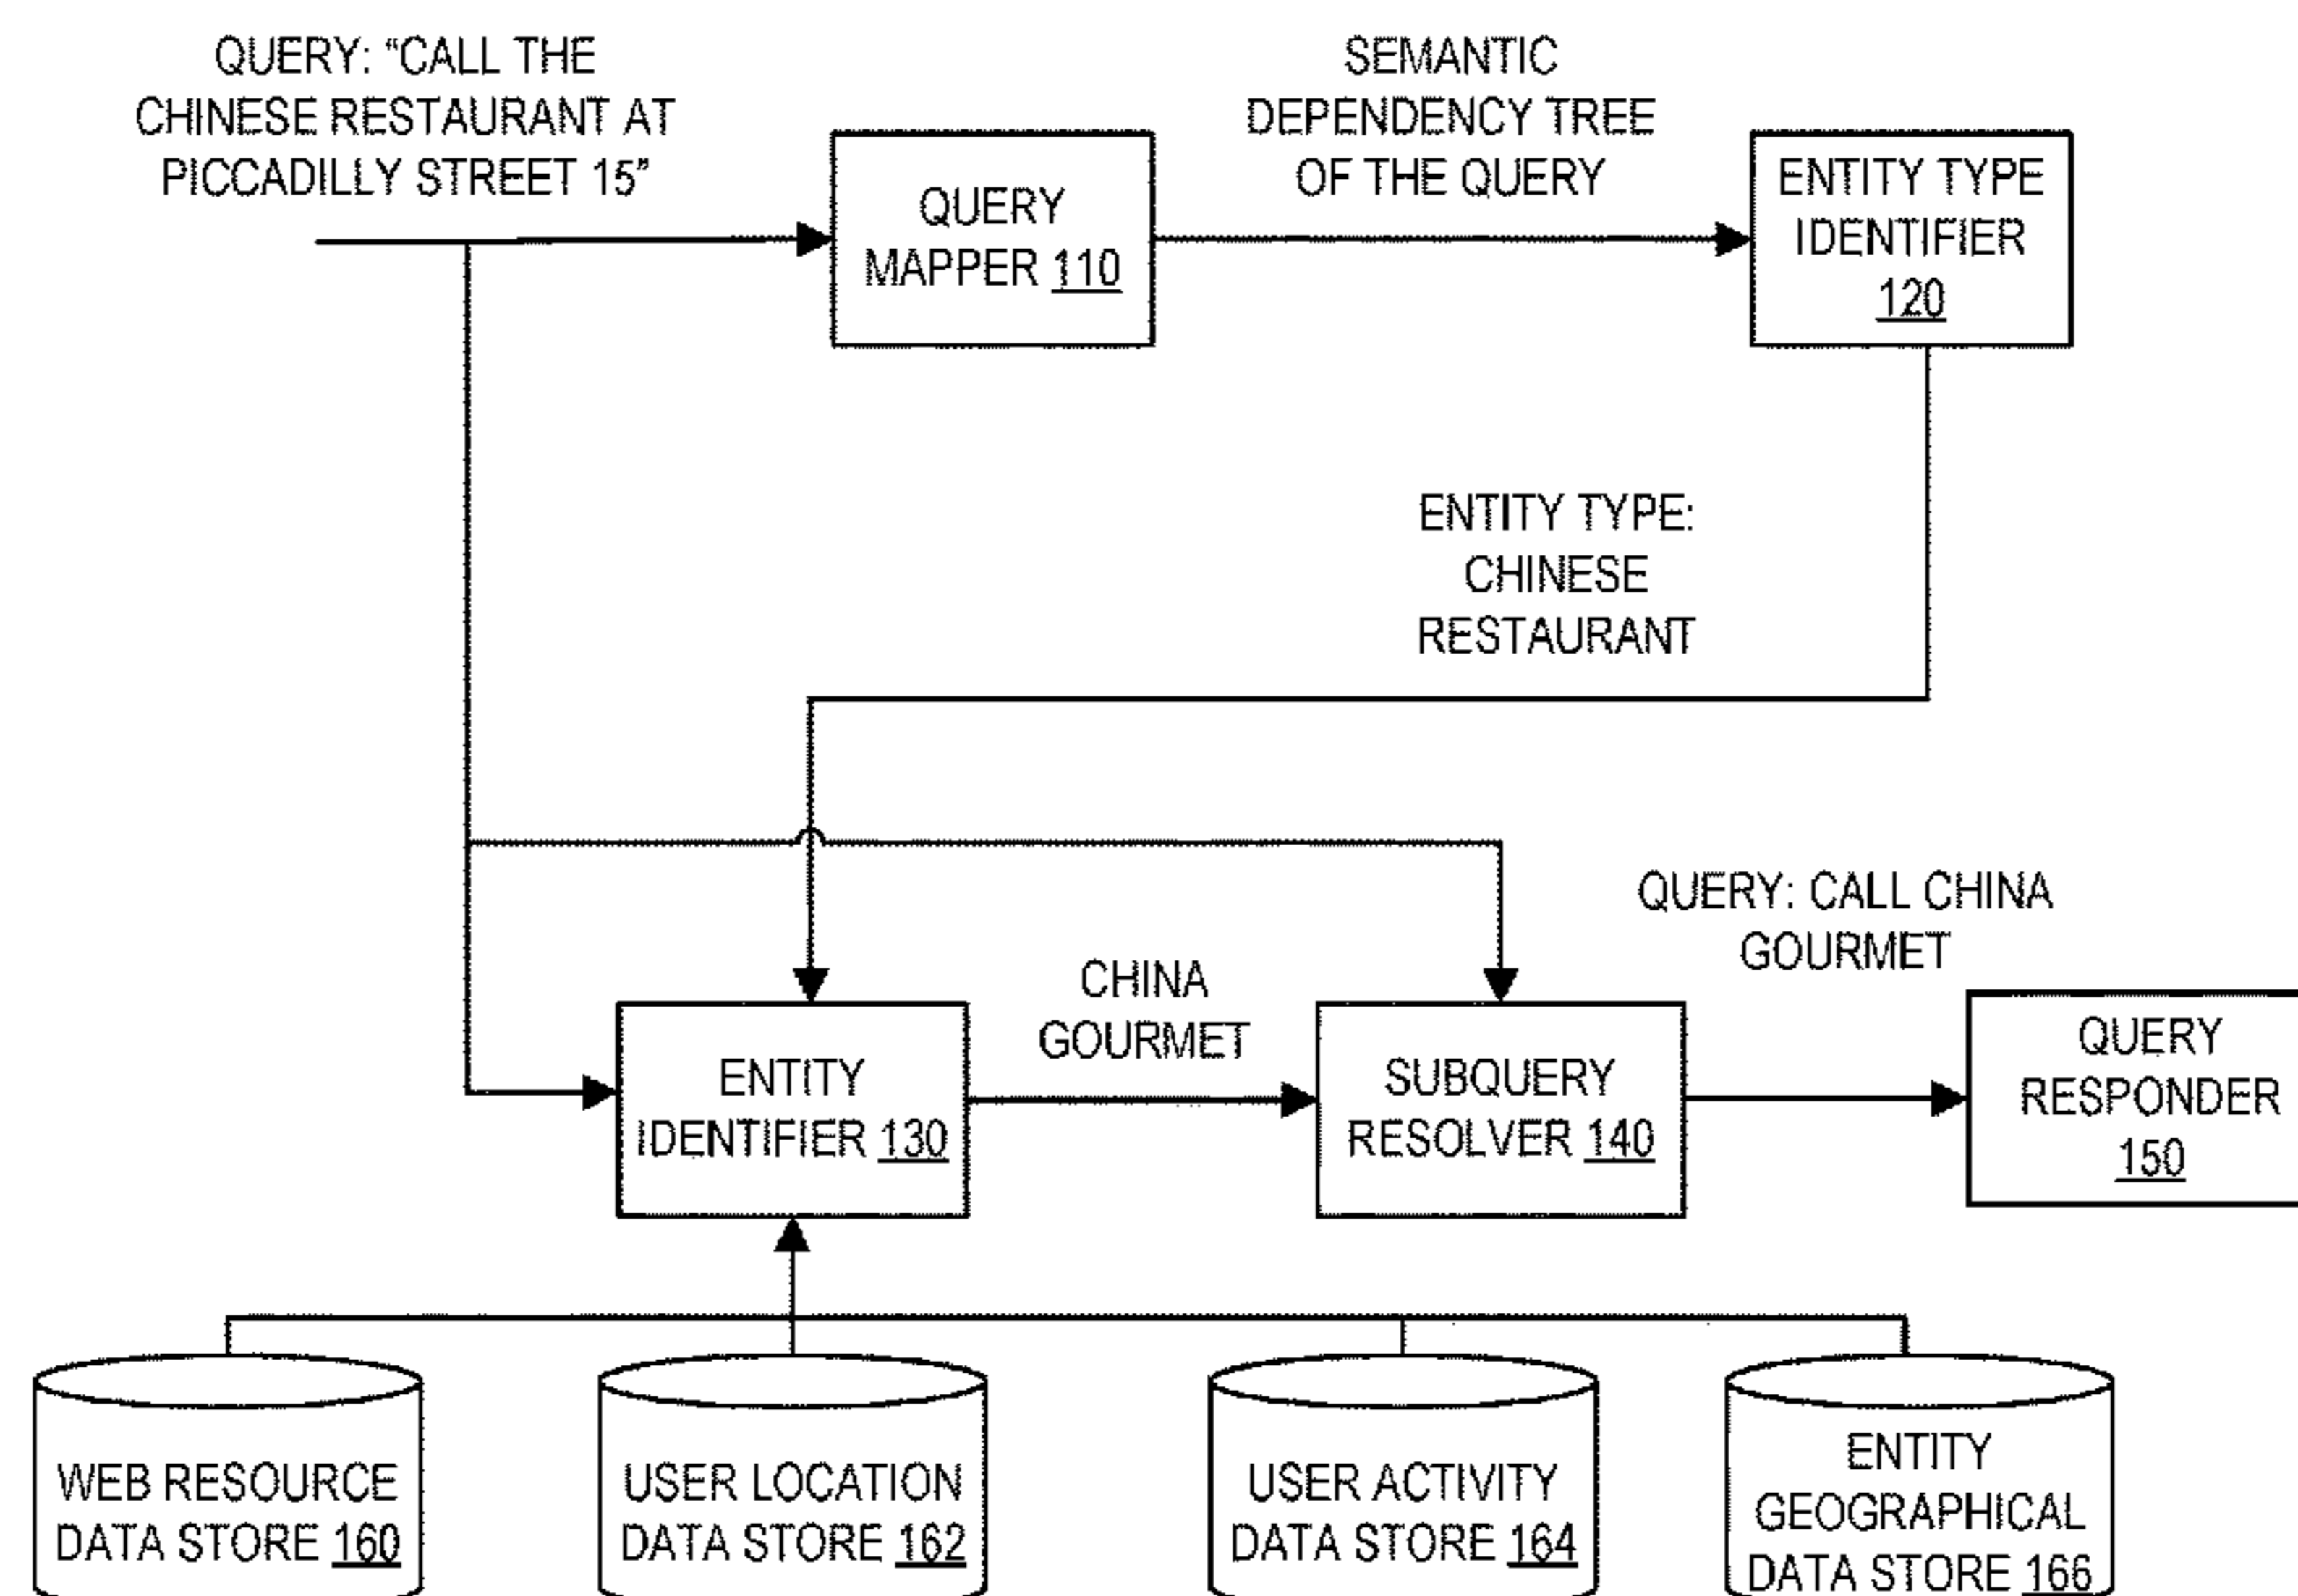 QUERY: “CALL THE
CHINESE RESTAURANT AT
PICCADILLY STREET 15”
SEMANTIC
DEPENDENCY TREE
OF THE QUERY
QUERY
MAPPER 110
ENTITY TYPE
IDENTIFIER
120
ENTITY TYPE:
CHINESE
RESTAURANT
QUERY: CALL CHINA
GOURMET
CHINA
GOURMET
ENTITY
IDENTIFIER 130
SUBQUERY
RESOLVER 140
QUERY
RESPONDER
150
WEB RESOURCE
DATA STORE 160
USER LOCATION
DATA STORE 162
USER ACTIVITY
DATA STORE 164
ENTITY
GEOGRAPHICAL
DATA STORE 166